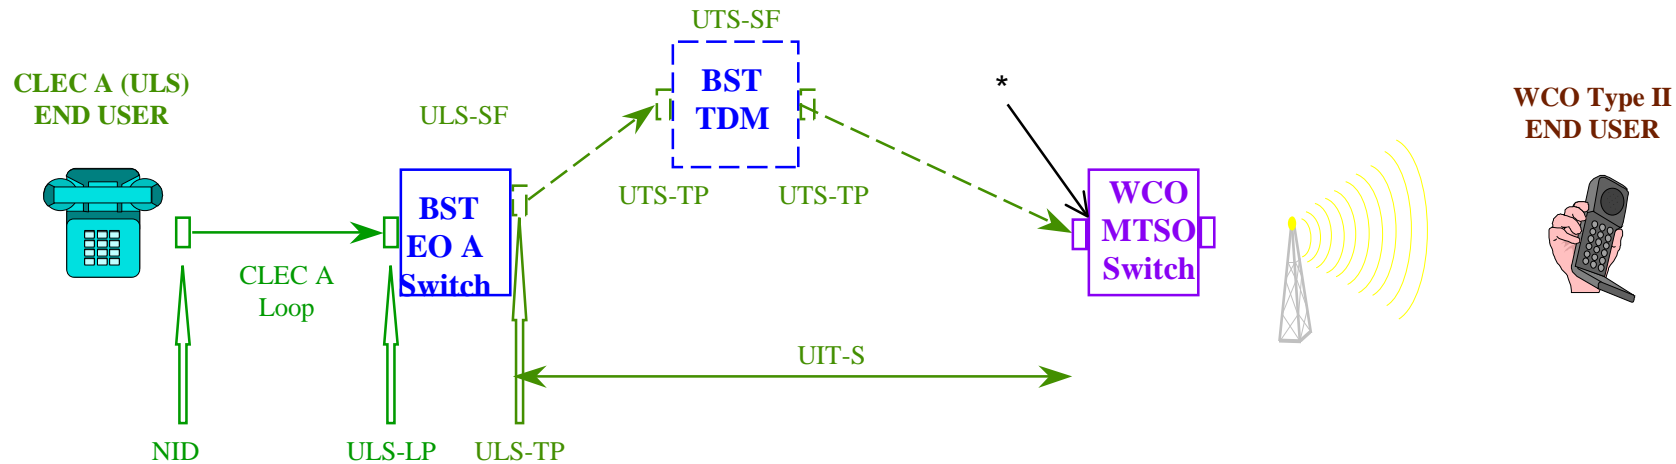 UTS-SF
CLEC A (ULS)
END USER
ULS-SF
BST
TDM
*
WCO Type II
END USER
UTS-TP
UTS-TP
BST
EO A
Switch
WCO
MTSO
Switch
CLEC A
Loop
UIT-S
NID
ULS-LP
ULS-TP